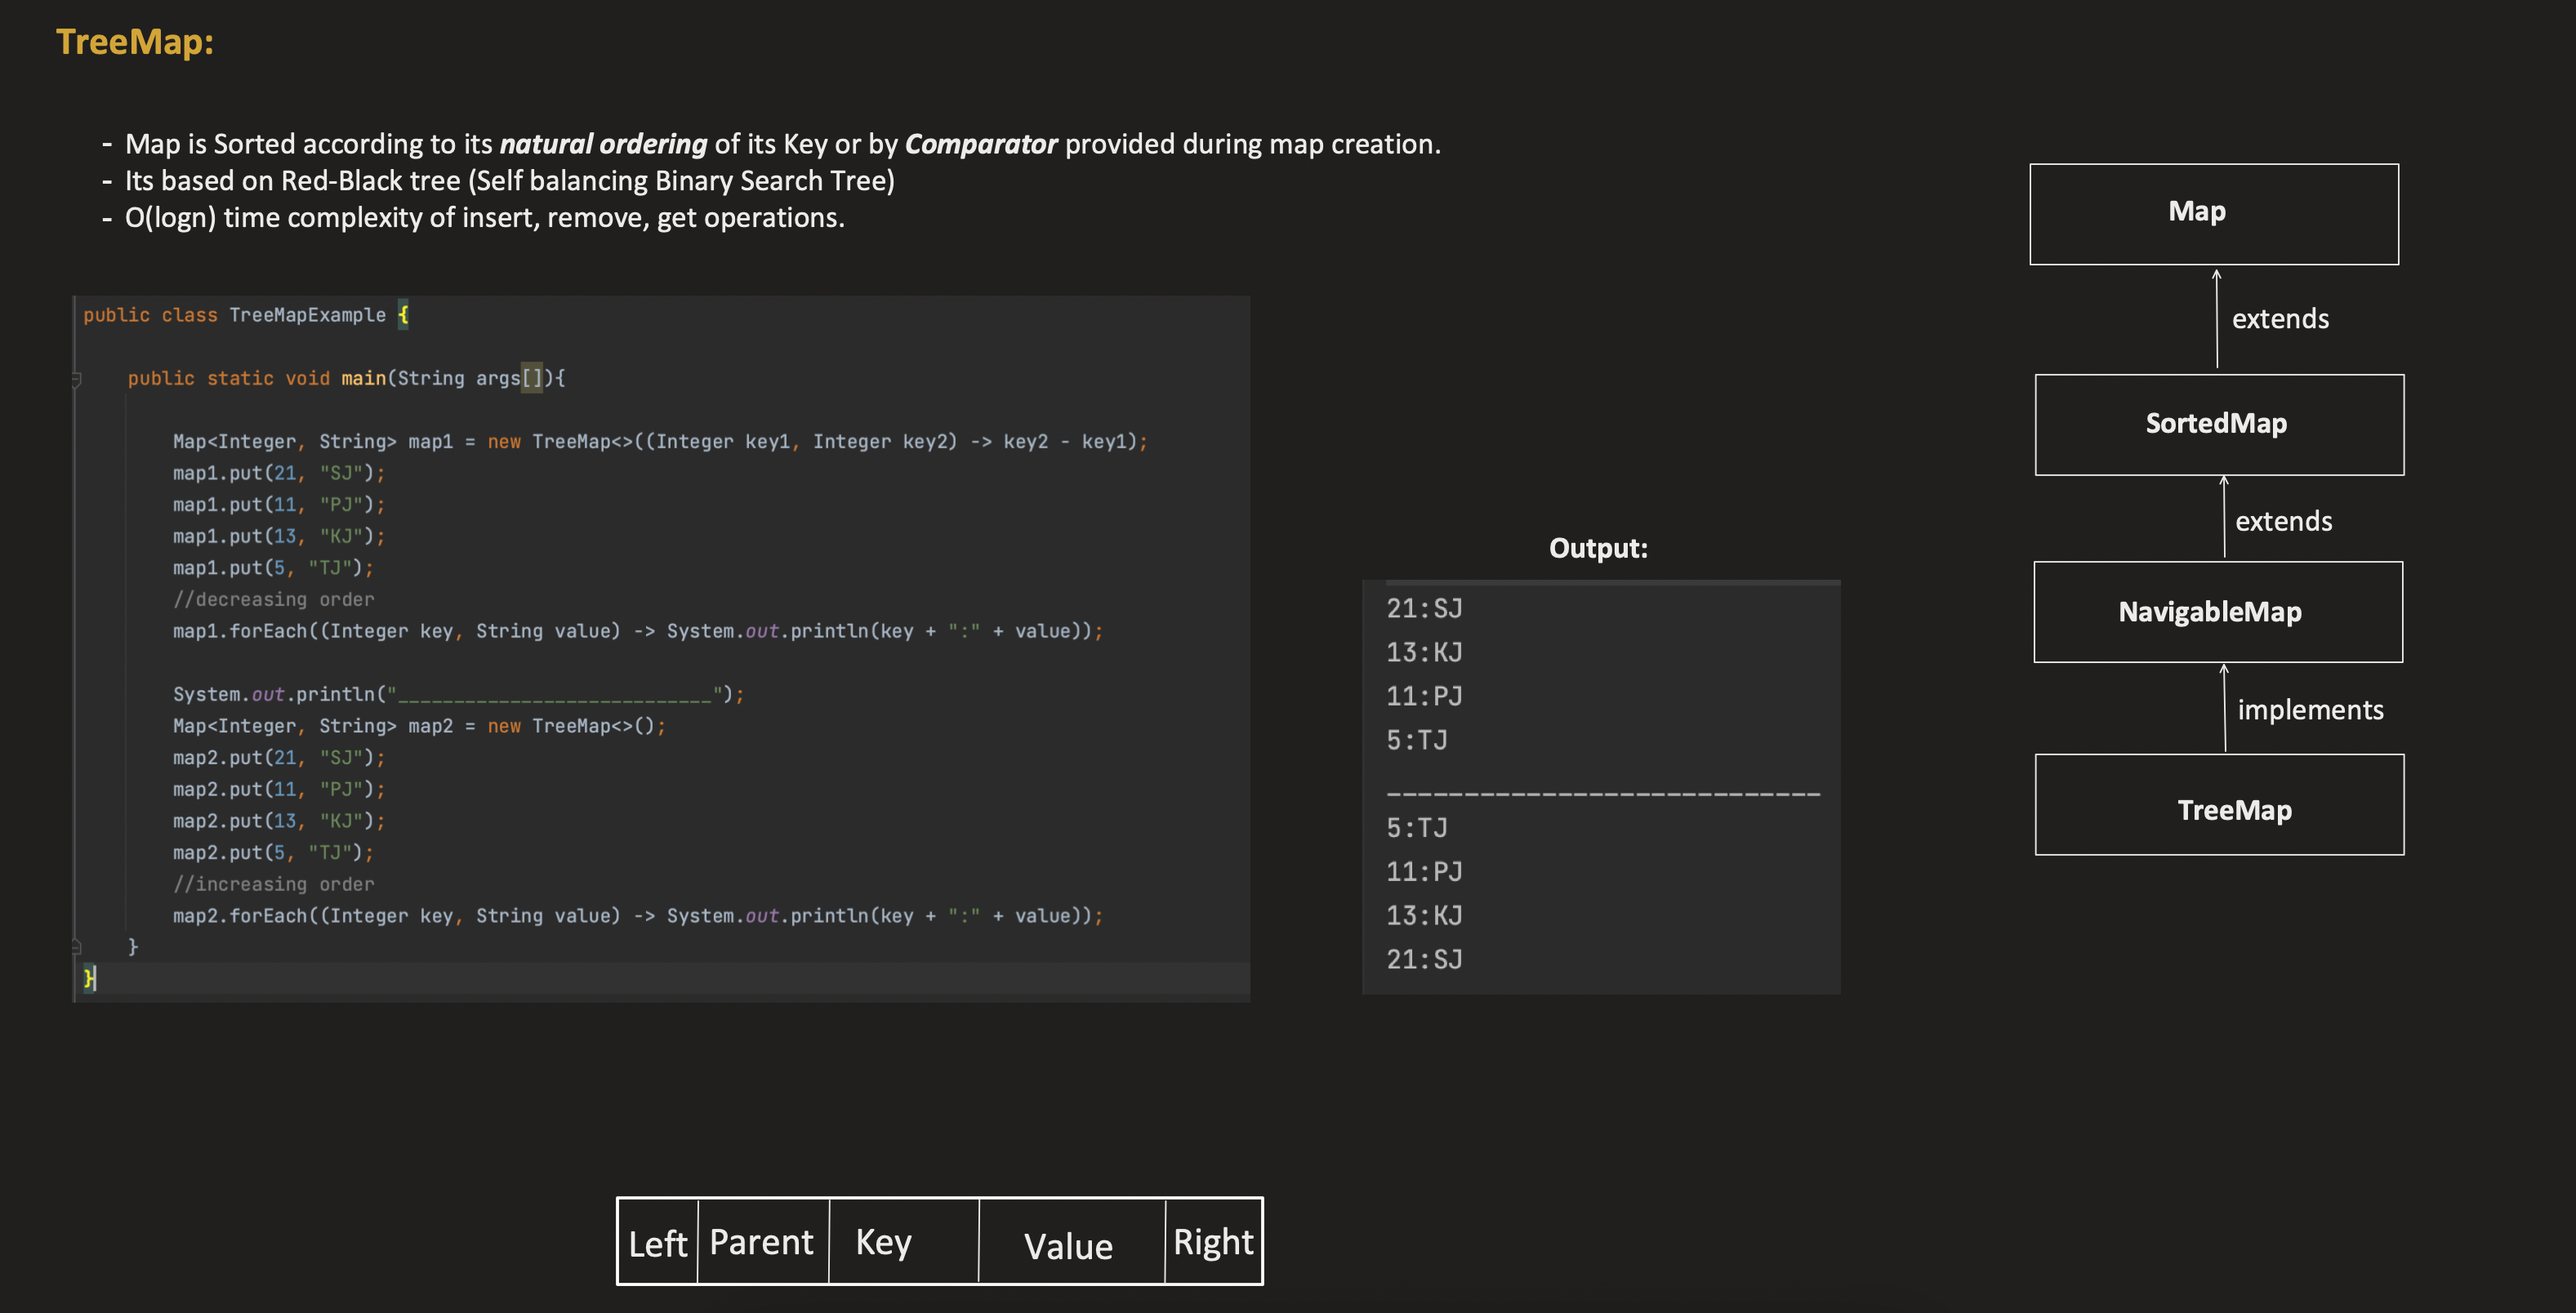 TreeMap:
- Map is Sorted according to its natural ordering of its Key or by Comparator provided during map creation.
- Its based on Red-Black tree (Self balancing Binary Search Tree)
- O(logn) time complexity of insert, remove, get operations.
public class TreeMapExample {
public static void main(String args[]){
Map<Integer, String> map1 = new TreeMap<>((Integer key1, Integer key2) -> key2 - key1);
map1.put(21, "SJ");
map1.put(11, "PJ");
map1.put(13, "KJ");
map1.put(5, "TJ");
//decreasing order
map1.forEach((Integer key, String value) -> System.out.println(key + ":" + value));
System.out.println("____________________________");
Map<Integer, String> map2 = new TreeMap<>();
map2.put(21, "SJ");
map2.put(11, "PJ");
map2.put(13, "KJ");
map2.put(5, "TJ");
//increasing order
map2.forEach((Integer key, String value) -> System.out.println(key + ":" + value));
}
}
Output:
21:SJ
13:KJ
11:PJ
5:TJ
____________________________
5:TJ
11:PJ
13:KJ
21:SJ
Map
extends
SortedMap
extends
NavigableMap
implements
TreeMap
Left Parent Key Value Right